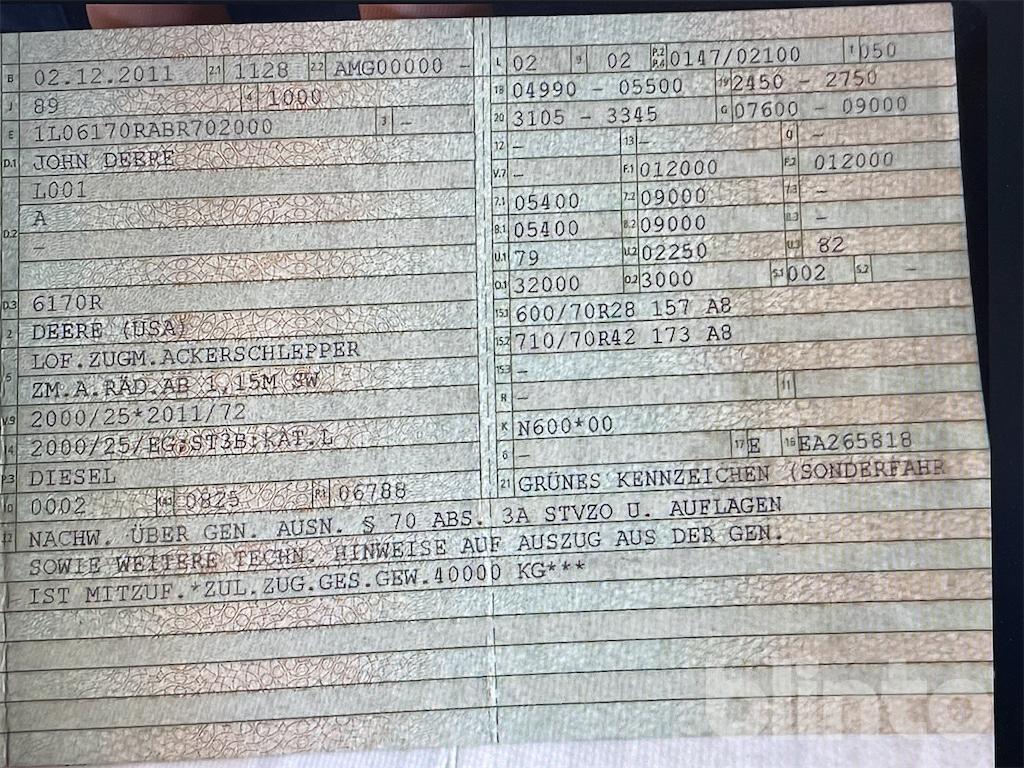 B 02.12.2011 2.1 1128 2.2 AMG00000 -
J 89 4 1000
E 1L06170RABR702000 3 -
D.1 JOHN DEERE
L001
D.2 A
-
D.3 6170R
2 DEERE (USA)
LOF.ZUGM.ACKERSCHLEPPER
5 ZM.A.RÄD.AB 1,15M SW
V.9 2000/25*2011/72
14 2000/25/EG;ST3B;KAT.L
P.3 DIESEL
10 0002 14.1 0825 P.1 06788
L 02 9 02 P.2 P.4 0147/02100 T 050
18 04990 - 05500 19 2450 - 2750
20 3105 - 3345 G 07600 - 09000
12 - 13 - Q -
V.7 - F.1 012000 F.2 012000
7.1 05400 7.2 09000 7.3 -
8.1 05400 8.2 09000 8.3 -
U.1 79 U.2 02250 U.3 82
O.1 32000 O.2 3000 S.1 002 S.2 -
15.1 600/70R28 157 A8
15.2 710/70R42 173 A8
15.3 -
R - 11
K N600*00
6 - 17 E 16 EA265818
21 GRÜNES KENNZEICHEN (SONDERFAHR
22 NACHW. ÜBER GEN. AUSN. § 70 ABS. 3A STVZO U. AUFLAGEN
SOWIE WEITERE TECHN. HINWEISE AUF AUSZUG AUS DER GEN.
IST MITZUF.*ZUL.ZUG.GES.GEW.40000 KG***
blinto